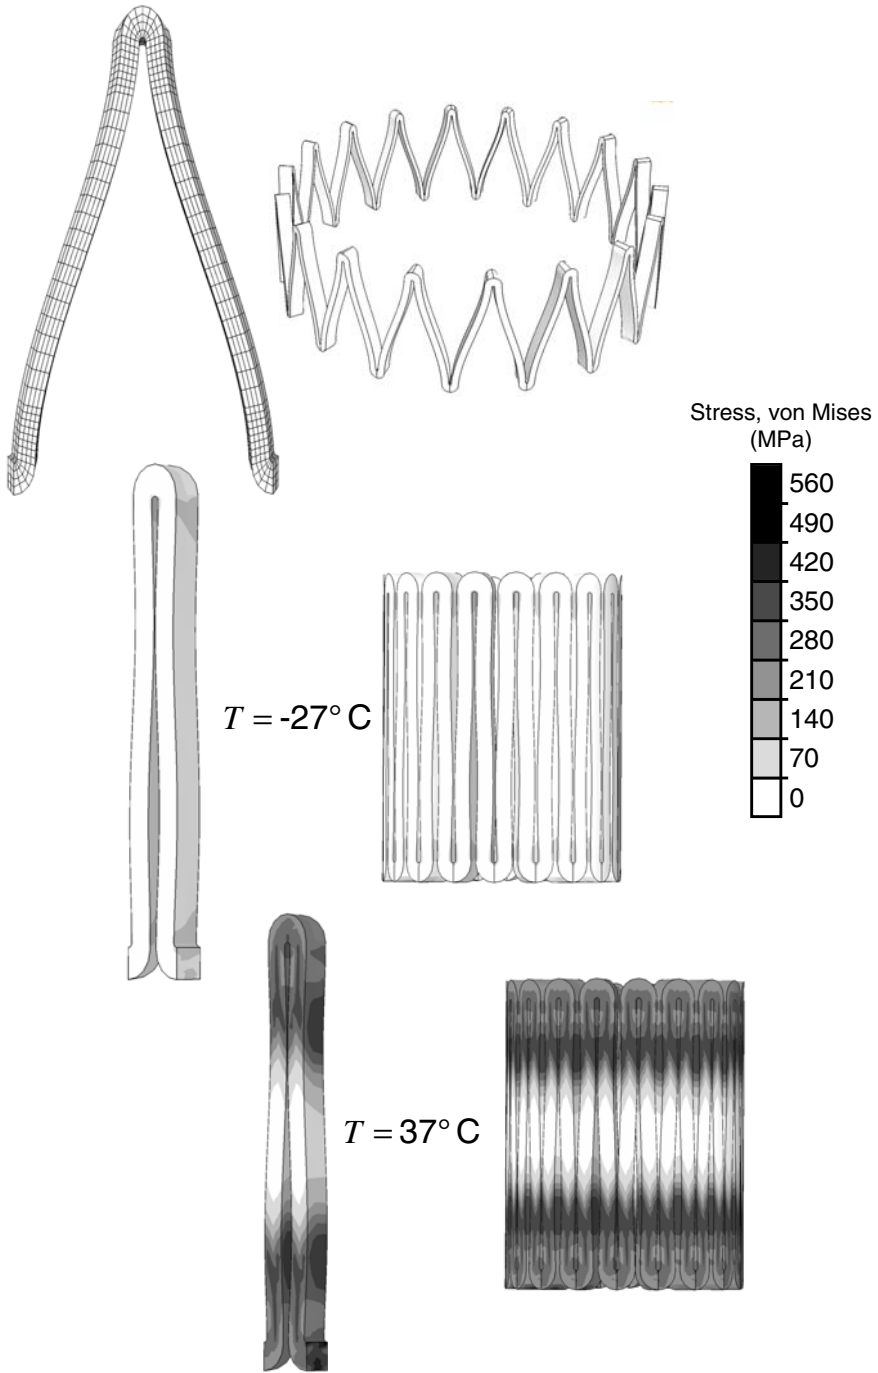 Stress, von Mises
(MPa)
560
490
420
350
280
210
140
70
0
T = -27° C
T = 37° C